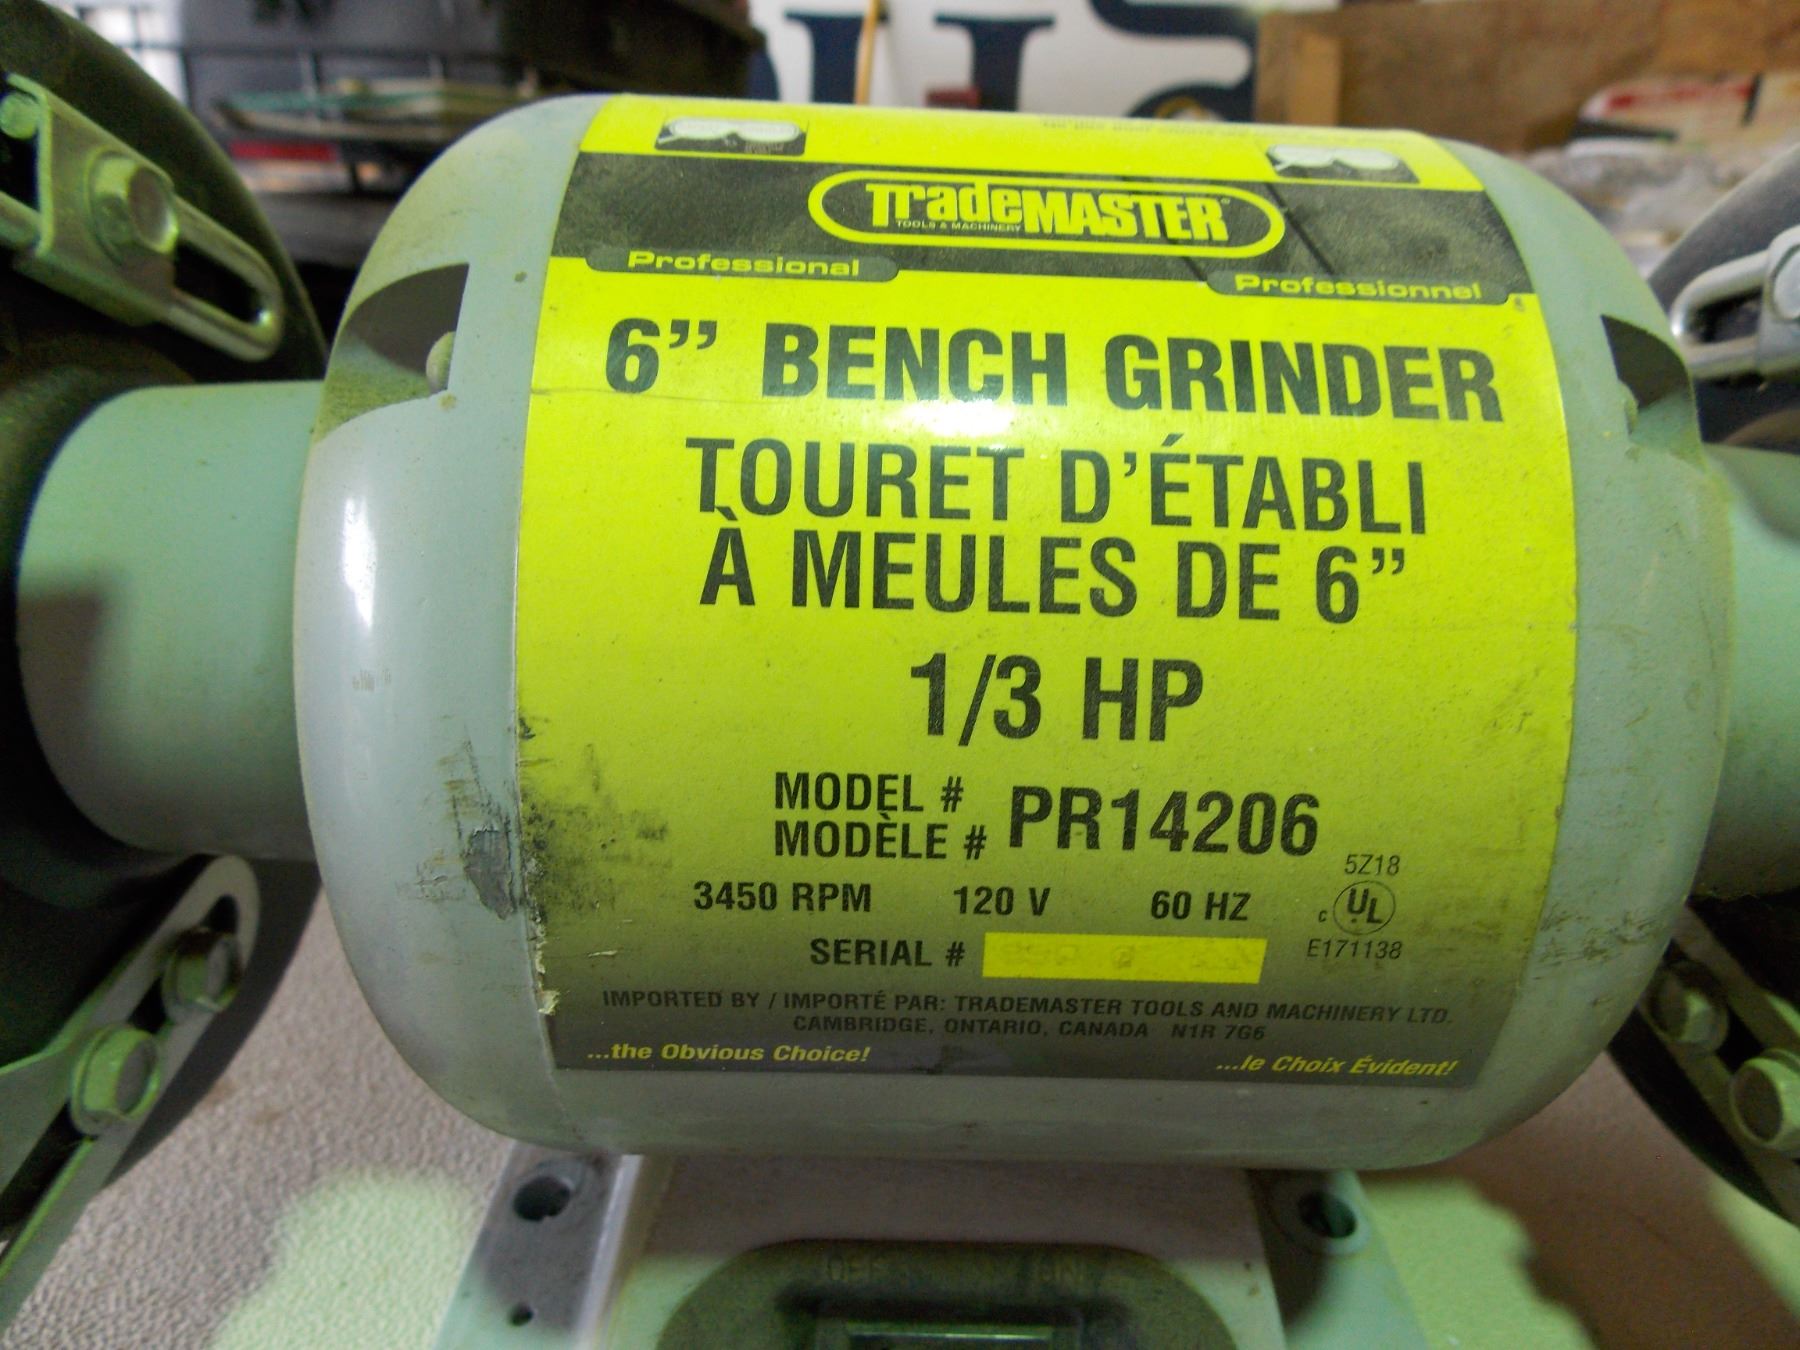 TradeMASTER
TOOLS & MACHINERY
Professional
Professionnel
6" BENCH GRINDER
TOURET D'ÉTABLI
À MEULES DE 6"
1/3 HP
MODEL #
MODÈLE #
PR14206
3450 RPM 120 V 60 HZ
5Z18
c UL
E171138
SERIAL #
IMPORTED BY / IMPORTÉ PAR: TRADEMASTER TOOLS AND MACHINERY LTD.
CAMBRIDGE, ONTARIO, CANADA N1R 7G6
...the Obvious Choice!
...le Choix Évident!
OFF ON